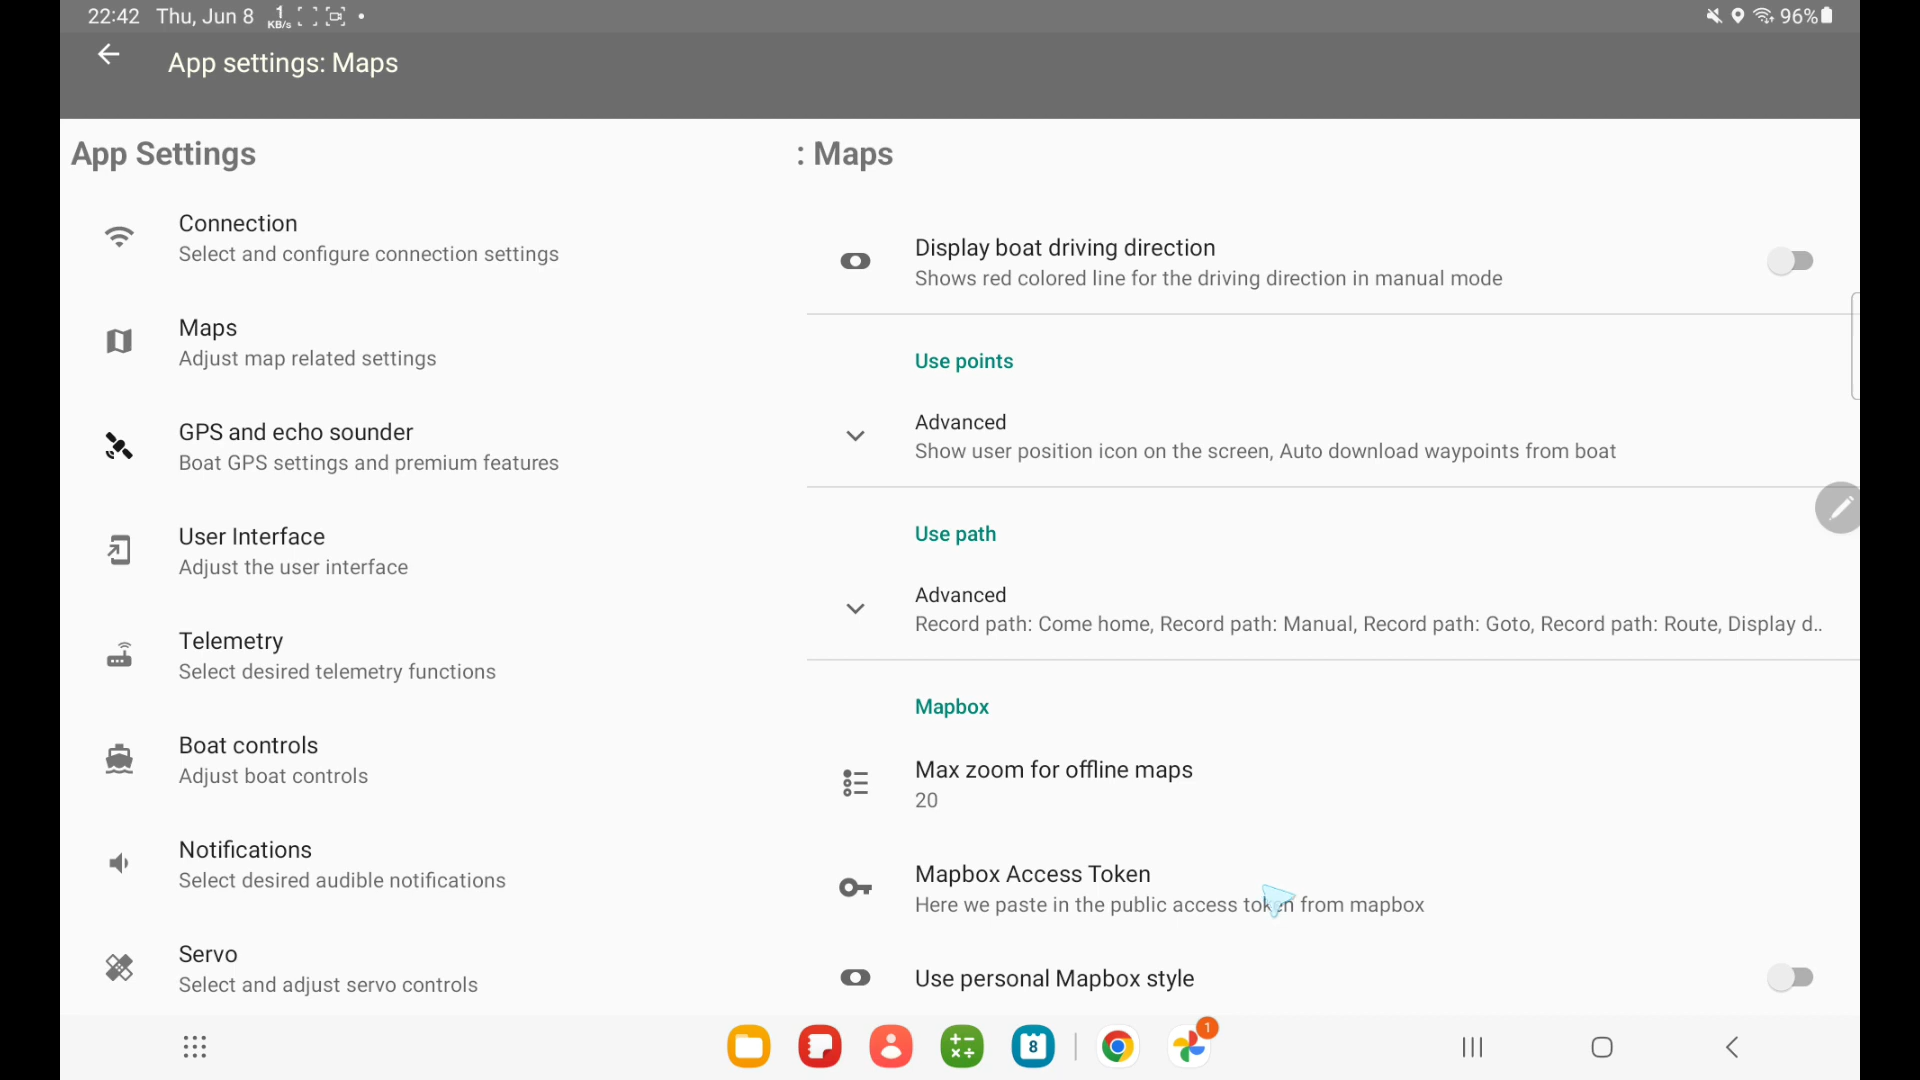 22:42 Thu, Jun 8 1 KB/s 96%
App settings: Maps
App Settings
Connection
Select and configure connection settings
Maps
Adjust map related settings
GPS and echo sounder
Boat GPS settings and premium features
User Interface
Adjust the user interface
Telemetry
Select desired telemetry functions
Boat controls
Adjust boat controls
Notifications
Select desired audible notifications
Servo
Select and adjust servo controls
: Maps
Display boat driving direction
Shows red colored line for the driving direction in manual mode
Use points
Advanced
Show user position icon on the screen, Auto download waypoints from boat
Use path
Advanced
Record path: Come home, Record path: Manual, Record path: Goto, Record path: Route, Display d..
Mapbox
Max zoom for offline maps
20
Mapbox Access Token
Here we paste in the public access token from mapbox
Use personal Mapbox style
8
1